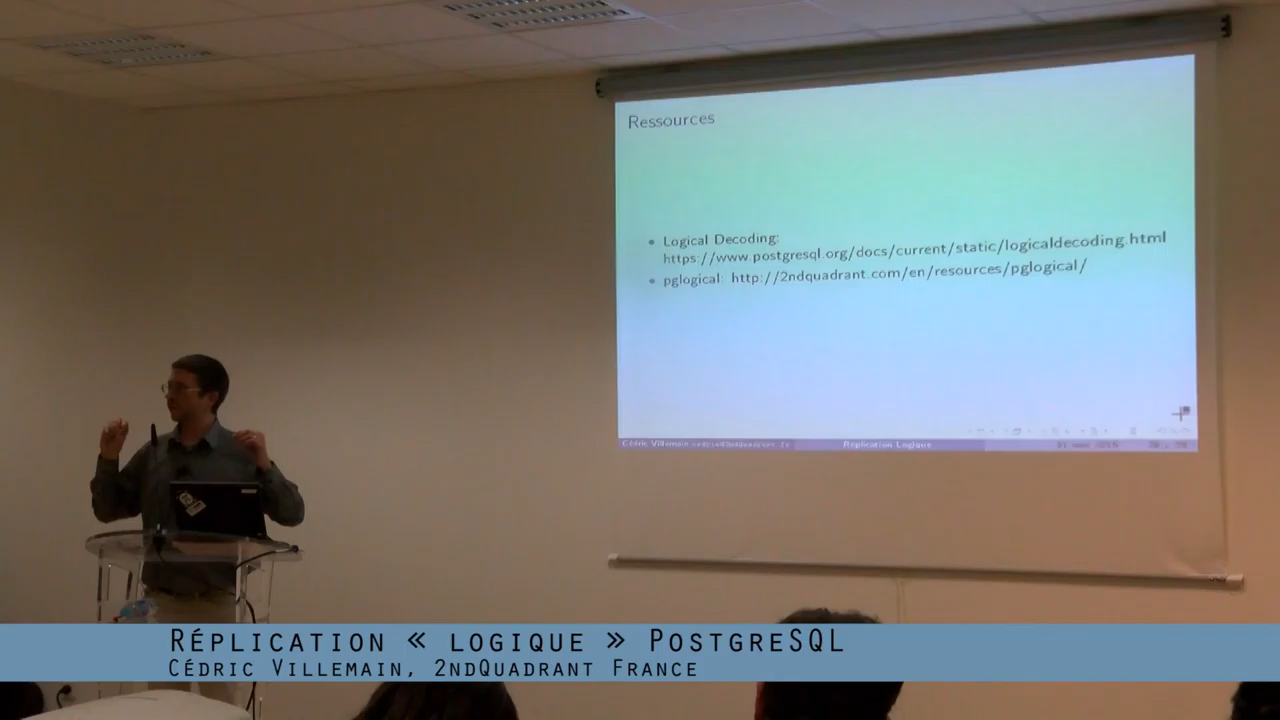 Ressources
• Logical Decoding:
https://www.postgresql.org/docs/current/static/logicaldecoding.html
• pglogical: http://2ndquadrant.com/en/resources/pglogical/
Cédric Villemain Réplication Logique
Réplication « logique » PostgreSQL
Cédric Villemain, 2ndQuadrant France